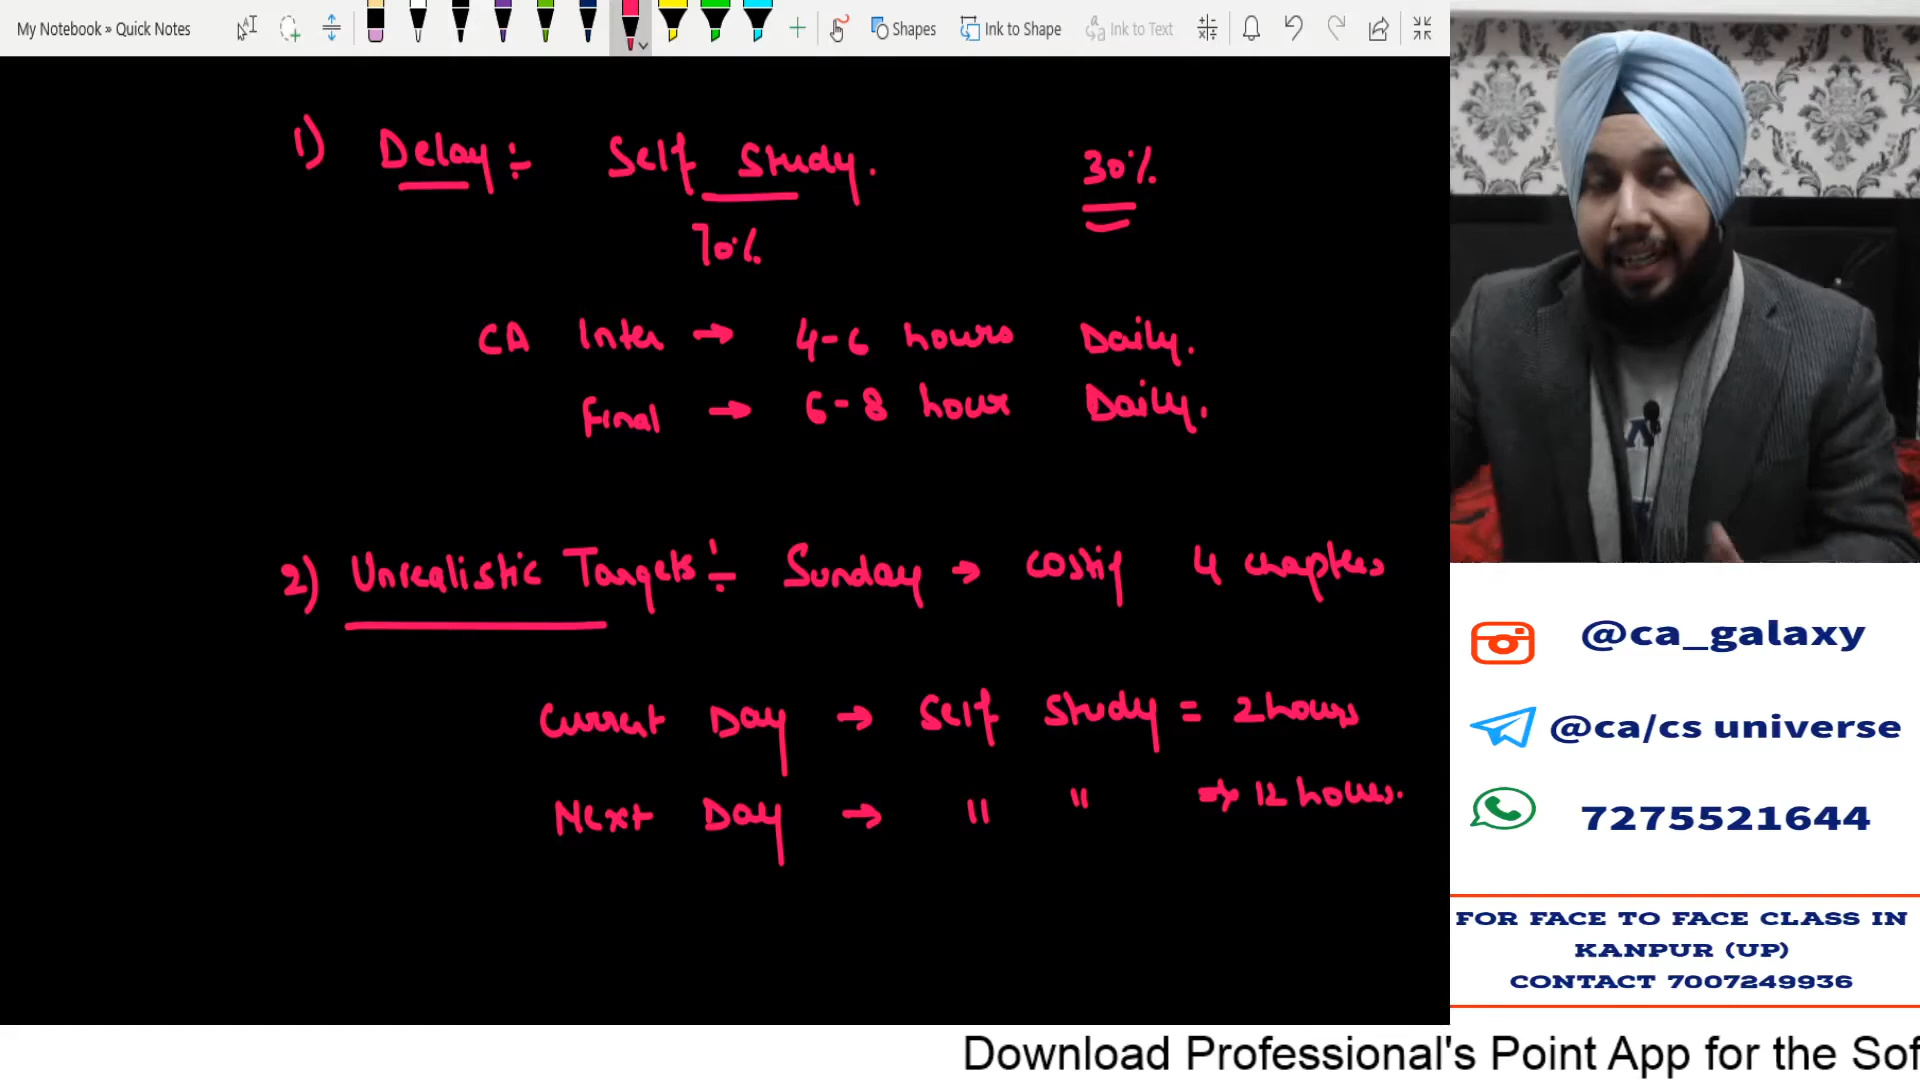 My Notebook » Quick Notes
Shapes
Ink to Shape
Ink to Text
1) Delay :- Self Study. 30%
70%
CA Inter → 4-6 hours Daily.
Final → 6-8 hour Daily.
2) Unrealistic Targets :- Sunday → 4 chapters
Current Day → Self Study = 2 hours
Next Day → " " → 12 hours.
@ca_galaxy
@ca/cs universe
7275521644
FOR FACE TO FACE CLASS IN
KANPUR (UP)
CONTACT 7007249936
Download Professional's Point App for the Sof